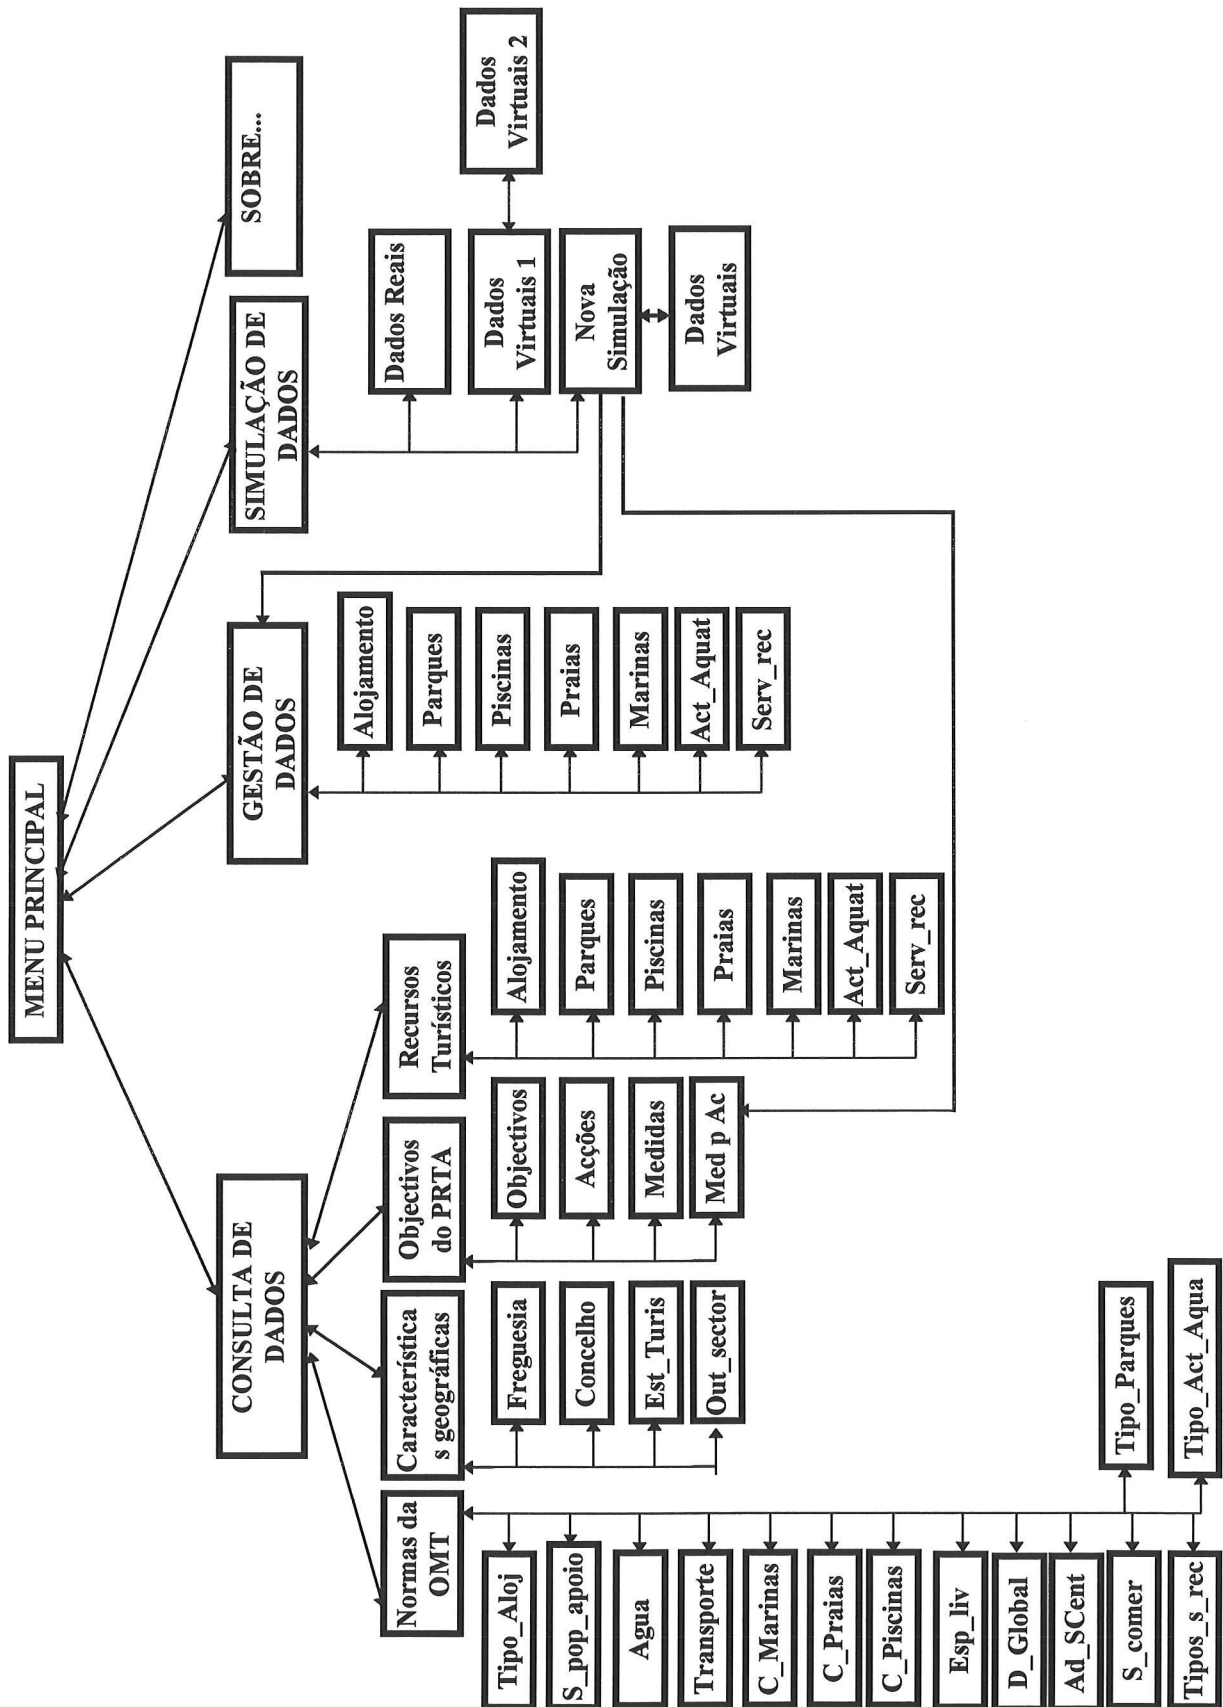 MENU PRINCIPAL
CONSULTA DE
DADOS
GESTÃO DE
DADOS
SIMULAÇÃO DE
DADOS
SOBRE...
Normas da
OMT
Característica
s geográficas
Objectivos
do PRTA
Recursos
Turísticos
Tipo_Aloj
S_pop_apoio
Agua
Transporte
C_Marinas
C_Praias
C_Piscinas
Esp_liv
D_Global
Ad_SCent
S_comer
Tipos_s_rec
Tipo_Parques
Tipo_Act_Aqua
Freguesia
Concelho
Est_Turis
Out_sector
Objectivos
Acções
Medidas
Med p Ac
Alojamento
Parques
Piscinas
Praias
Marinas
Act_Aquat
Serv_rec
Alojamento
Parques
Piscinas
Praias
Marinas
Act_Aquat
Serv_rec
Dados Reais
Dados
Virtuais 1
Dados
Virtuais 2
Nova
Simulação
Dados
Virtuais